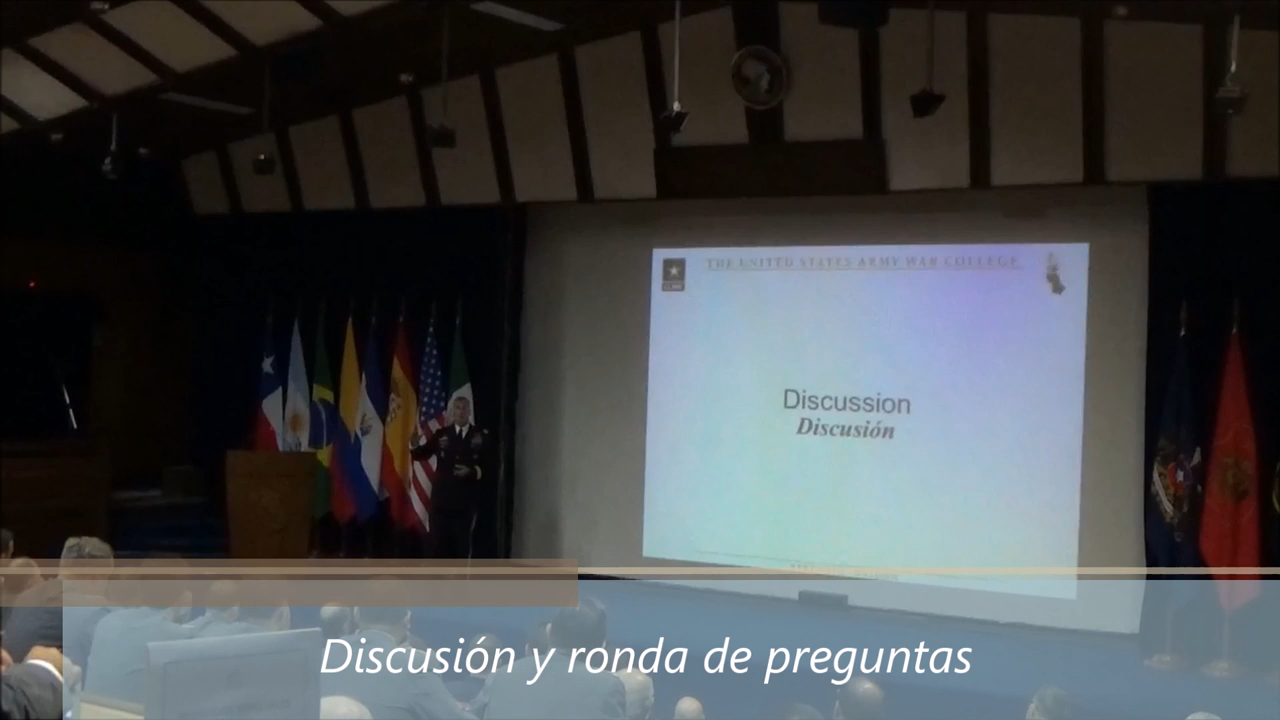 THE UNITED STATES ARMY WAR COLLEGE
Discussion
Discusión
Discusión y ronda de preguntas